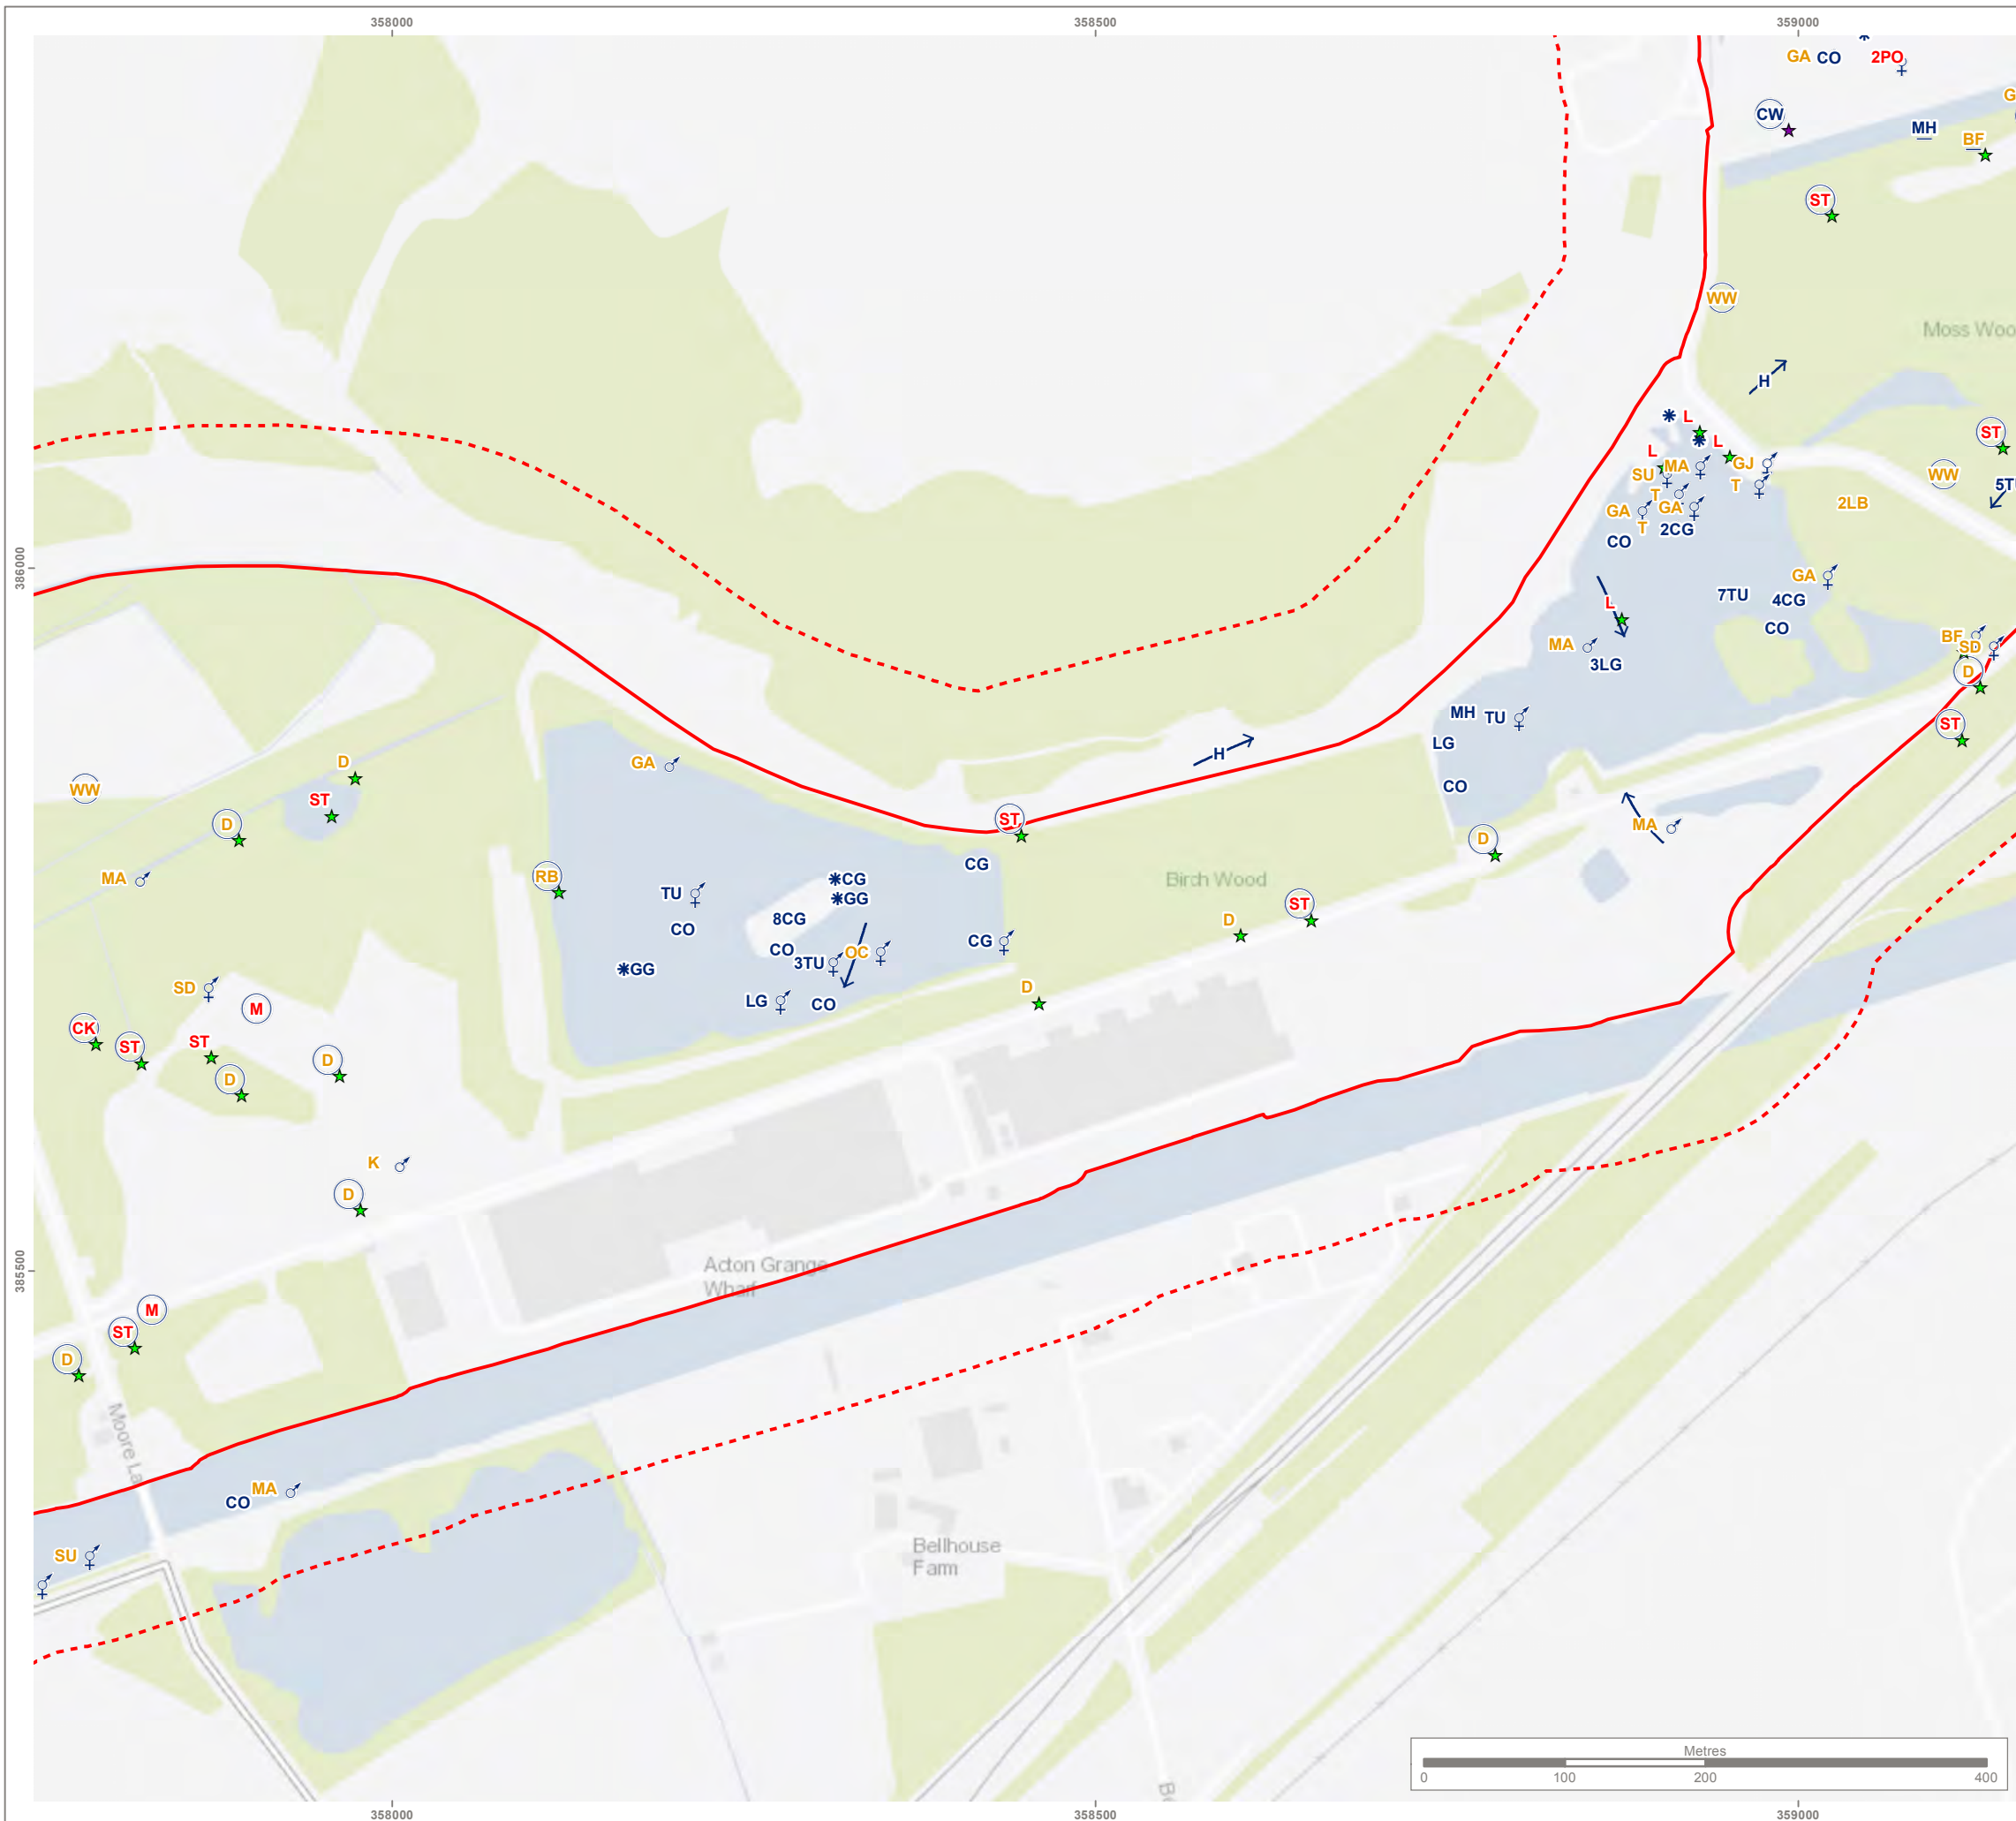 358000
358500
359000
GA CO 2PO
G
CW
MH
BF
ST
WW
Moss Woo
H
L
L
ST
L
MA
GJ
SU
WW
T
T
5T
2LB
GA
GA
T
2CG
CO
386000
GA
7TU
4CG
L
CO
BF
MA
SD
3LG
D
MH
TU
ST
LG
H
D
GA
WW
CO
ST
ST
D
MA
D
CG
MA
RB
CG
Birch Wood
TU
GG
ST
8CG
D
CO
CG
CO
OC
3TU
GG
SD
D
LG
CO
M
CK
ST
ST
D
D
K
D
Acton Grange
Wharf
385500
M
ST
D
Moore La
MA
CO
Bellhouse
Farm
SU
Metres
0
100
200
400
358000
358500
359000